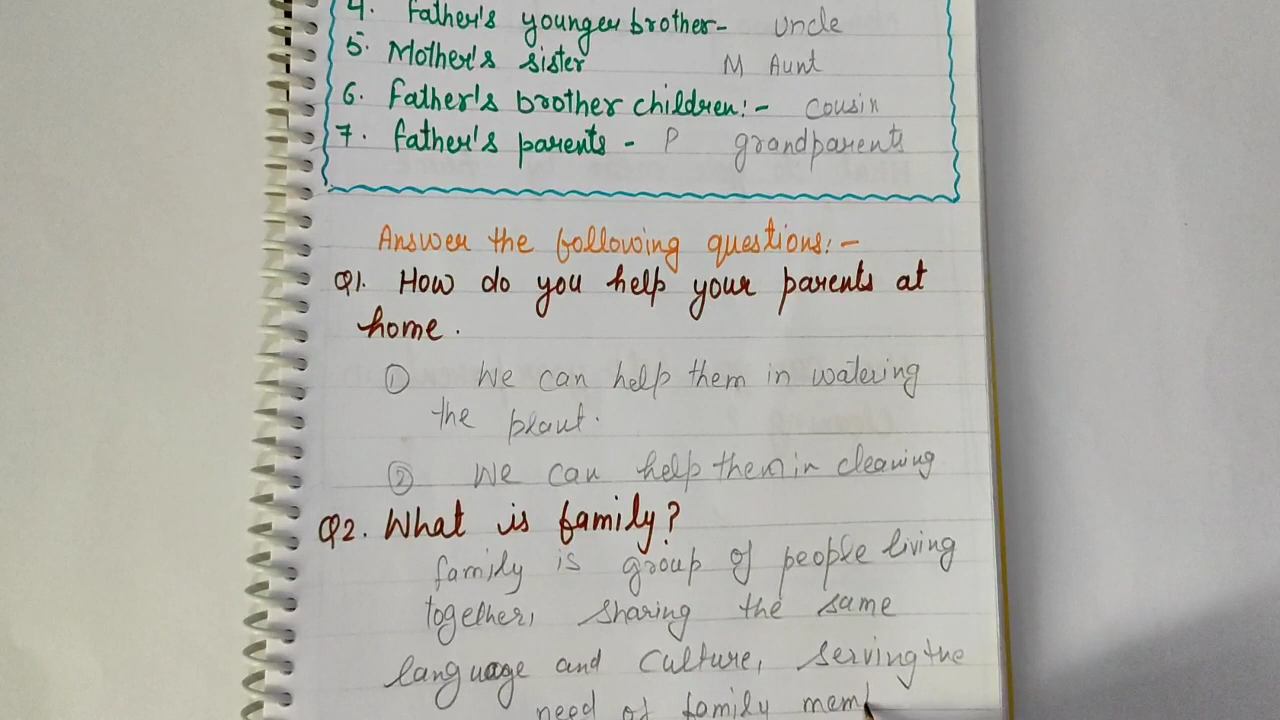 4. Father's younger brother- uncle
5. Mother's sister M Aunt
6. Father's brother children:- cousin
7. Father's parents - P grandparents
Answer the following questions:-
Q1. How do you help your parents at
home.
① We can help them in watering
the plant.
② We can help them in cleaning
Q2. What is family?
family is group of people living
together, sharing the same
language and culture, serving the
need of family mem